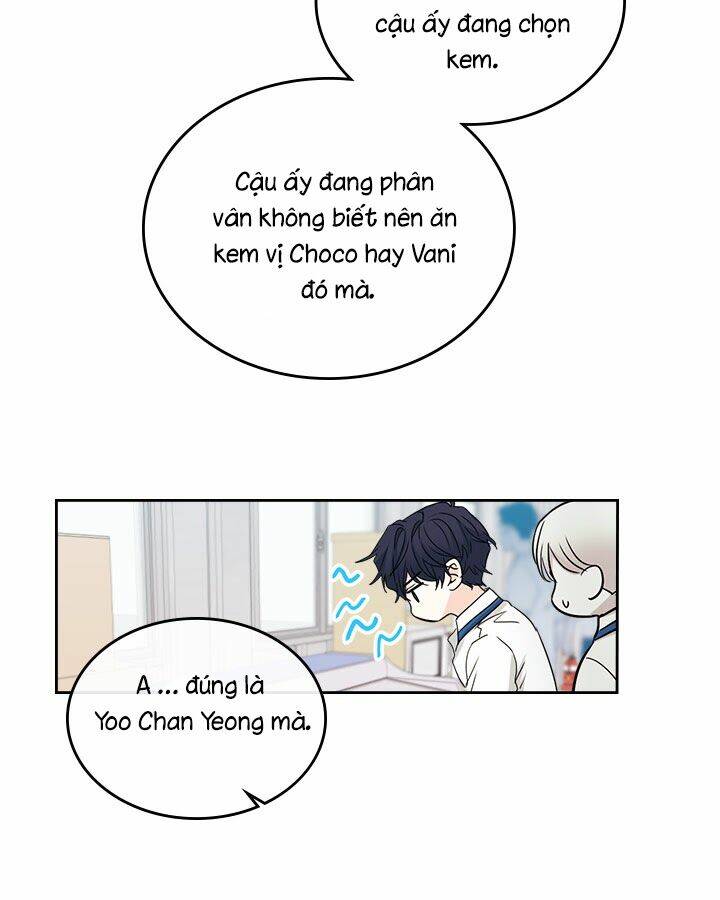 cậu ấy đang chọn
kem.
Cậu ấy đang phân
vân không biết nên ăn
kem vị Choco hay Vani
đó mà.
A ... đúng là
Yoo Chan Yeong mà.